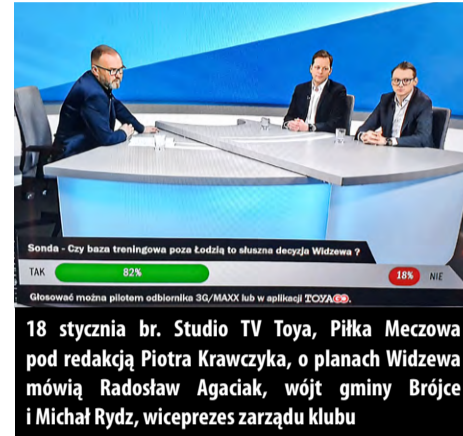 Sonda - Czy baza treningowa poza Łodzią to słuszna decyzja Widzewa ?
TAK 82% 18% NIE
Głosować można pilotem odbiornika 3G/MAXX lub w aplikacji TOYAGO.
18 stycznia br. Studio TV Toya, Piłka Meczowa
pod redakcją Piotra Krawczyka, o planach Widzewa
mówią Radosław Agaciak, wójt gminy Brójce
i Michał Rydz, wiceprezes zarządu klubu